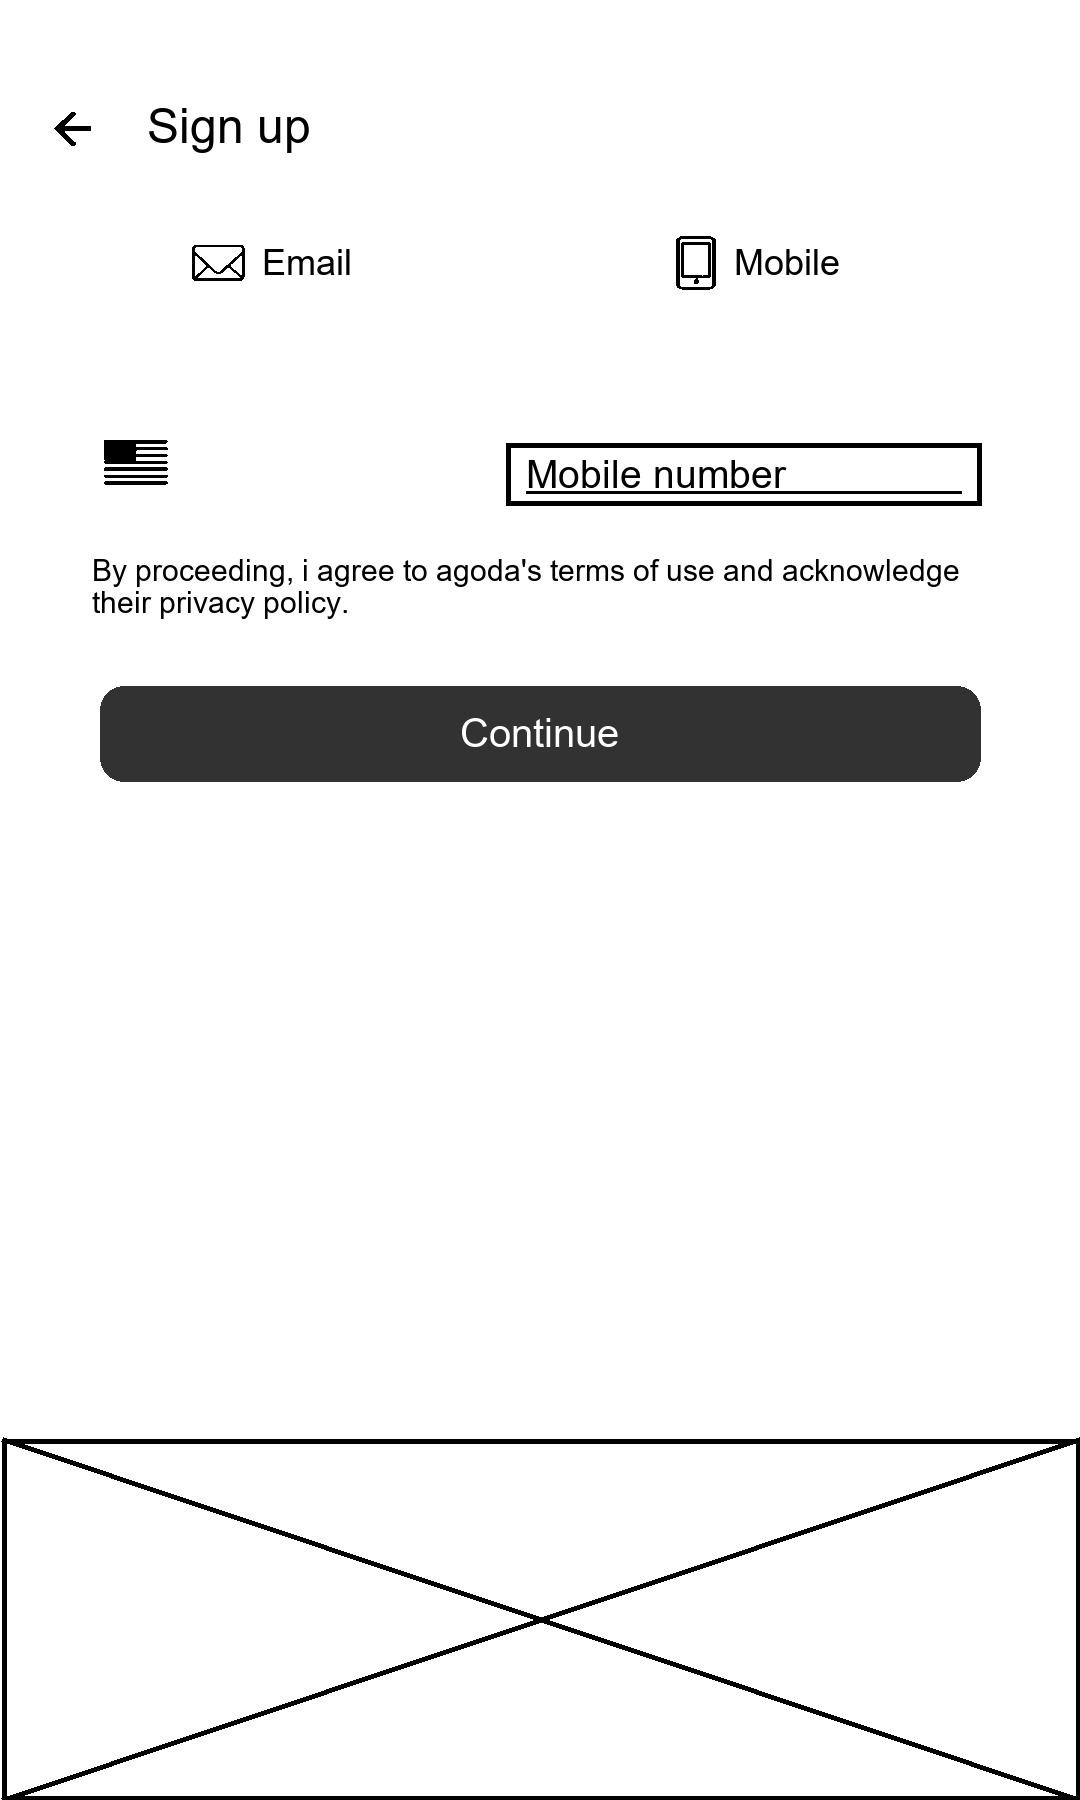 Sign up
Email
Mobile
Mobile number
By proceeding, i agree to agoda's terms of use and acknowledge
their privacy policy.
Continue